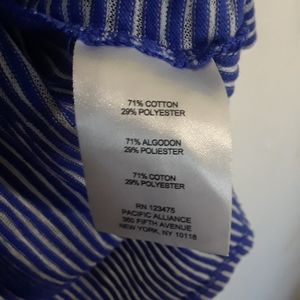 71% COTTON
29% POLYESTER
71% ALGODON
29% POLIESTER
71% COTON
29% POLYESTER
RN 123475
PACIFIC ALLIANCE
350 FIFTH AVENUE
NEW YORK, NY 10118